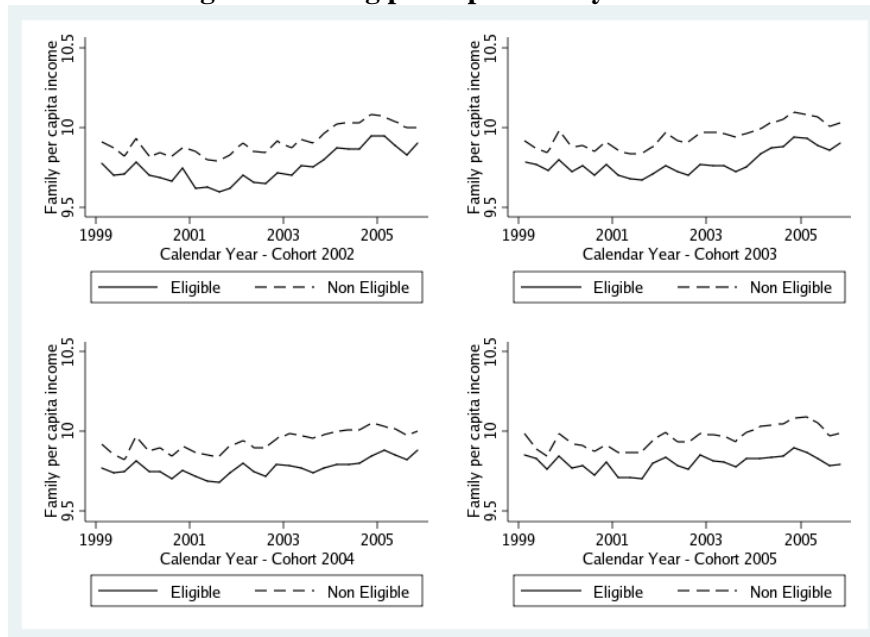 Family per capita income
10.5
10
9.5
1999 2001 2003 2005
Calendar Year - Cohort 2002
Eligible Non Eligible
Family per capita income
10.5
10
9.5
1999 2001 2003 2005
Calendar Year - Cohort 2003
Eligible Non Eligible
Family per capita income
10.5
10
9.5
1999 2001 2003 2005
Calendar Year - Cohort 2004
Eligible Non Eligible
Family per capita income
10.5
10
9.5
1999 2001 2003 2005
Calendar Year - Cohort 2005
Eligible Non Eligible